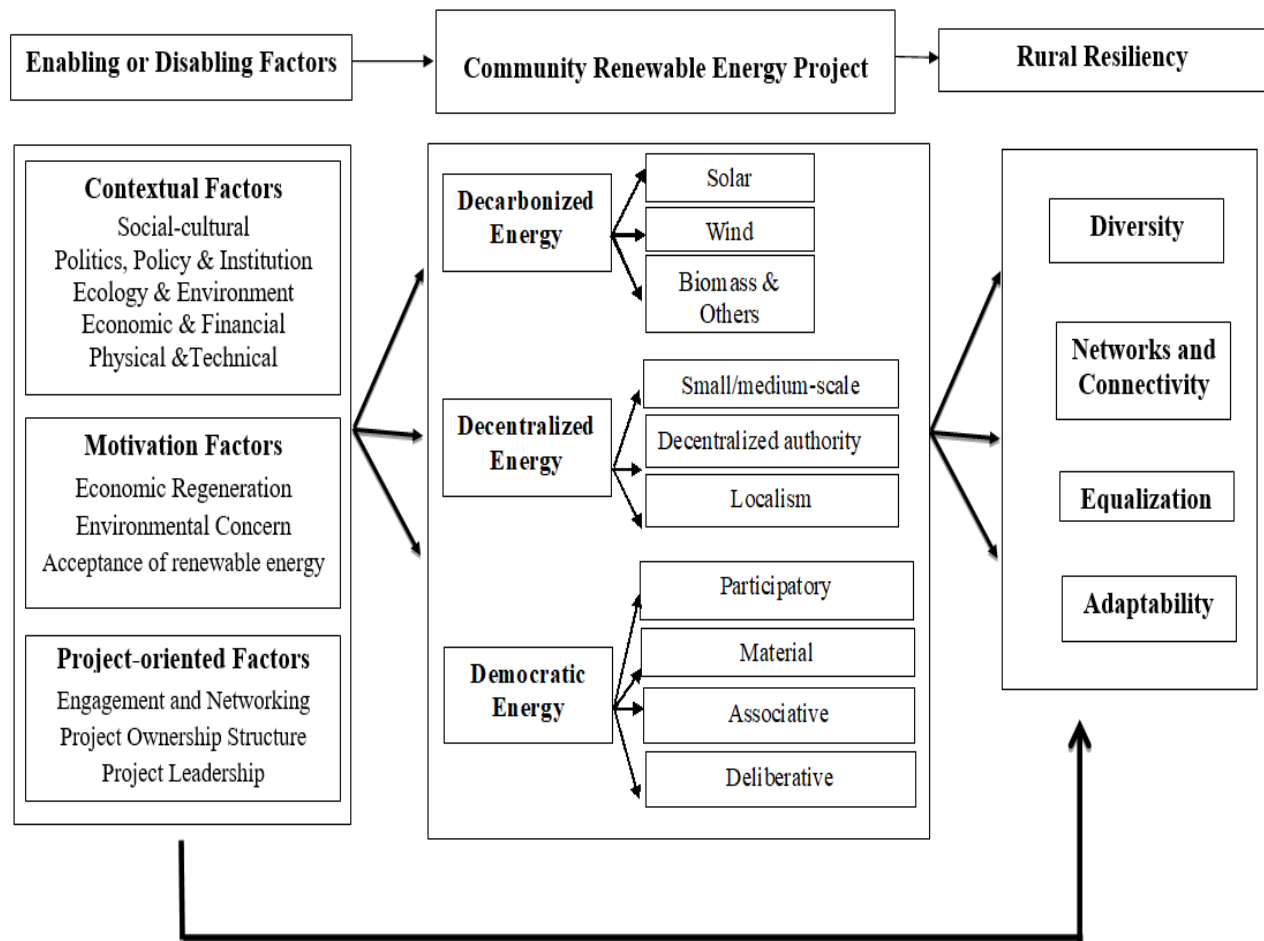 Enabling or Disabling Factors
Community Renewable Energy Project
Rural Resiliency
Contextual Factors
Social-cultural
Politics, Policy & Institution
Ecology & Environment
Economic & Financial
Physical &Technical
Motivation Factors
Economic Regeneration
Environmental Concern
Acceptance of renewable energy
Project-oriented Factors
Engagement and Networking
Project Ownership Structure
Project Leadership
Decarbonized
Energy
Solar
Wind
Biomass &
Others
Decentralized
Energy
Small/medium-scale
Decentralized authority
Localism
Democratic
Energy
Participatory
Material
Associative
Deliberative
Diversity
Networks and
Connectivity
Equalization
Adaptability